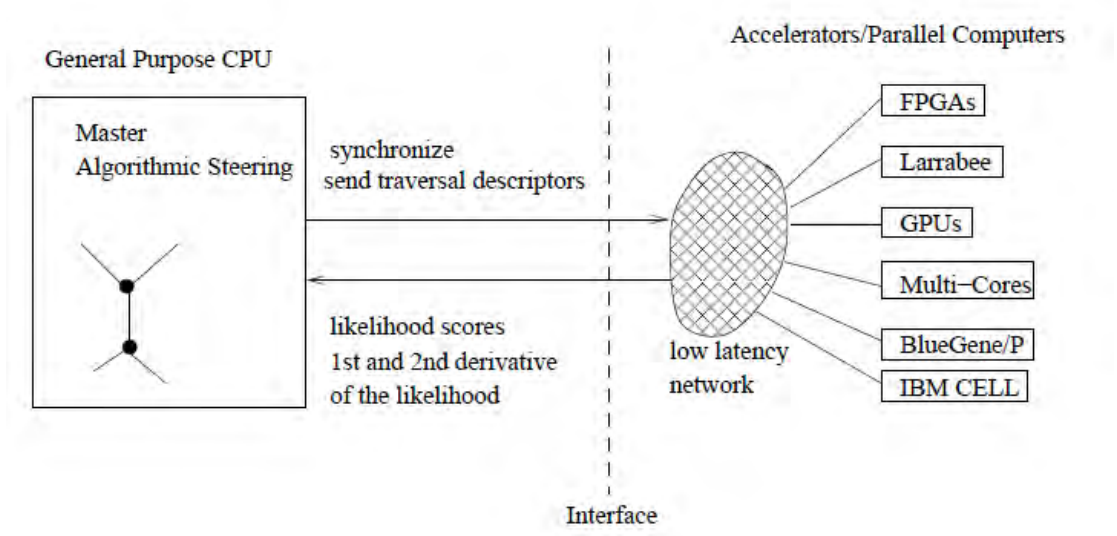 General Purpose CPU
Master
Algorithmic Steering
synchronize
send traversal descriptors
likelihood scores
1st and 2nd derivative
of the likelihood
Interface
low latency
network
Accelerators/Parallel Computers
FPGAs
Larrabee
GPUs
Multi−Cores
BlueGene/P
IBM CELL